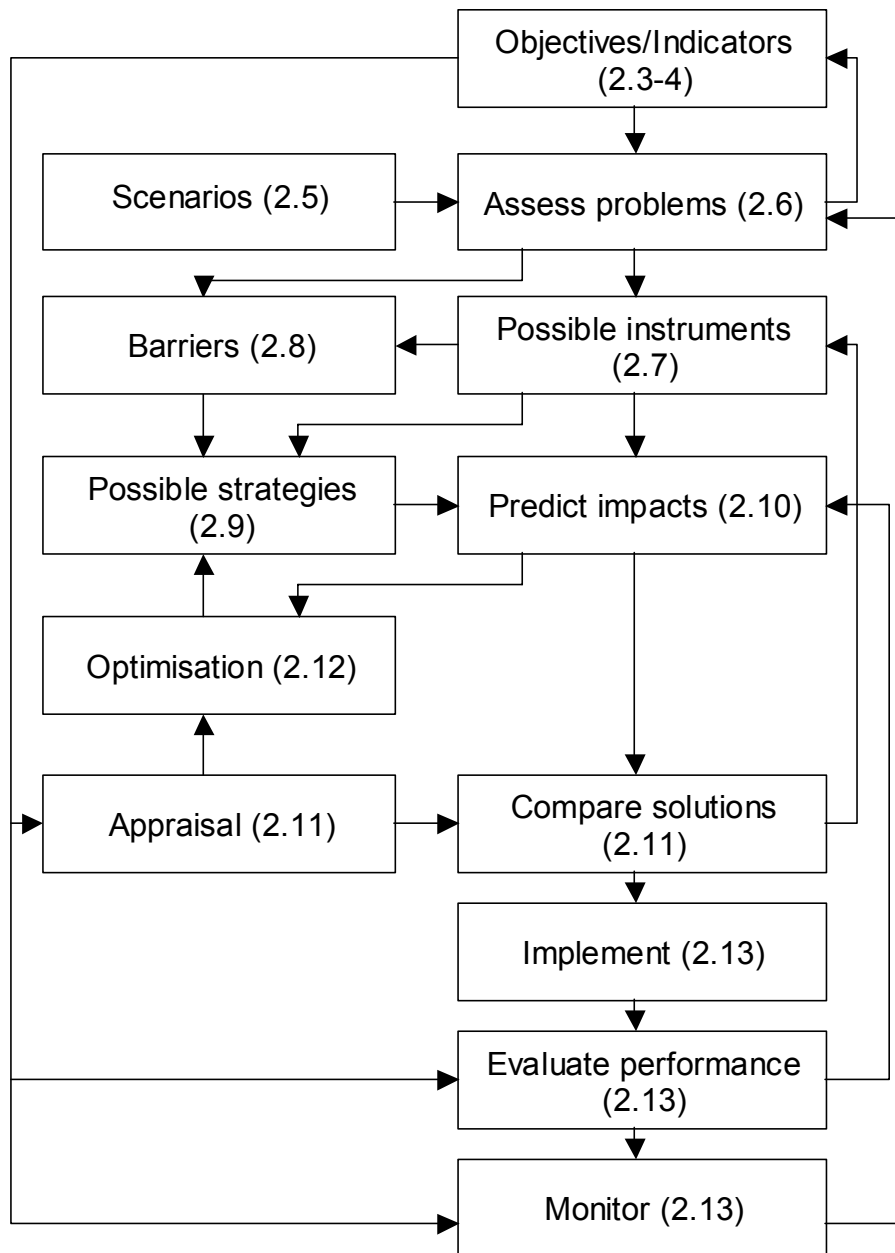 Objectives/Indicators
(2.3-4)
Scenarios (2.5)
Assess problems (2.6)
Barriers (2.8)
Possible instruments
(2.7)
Possible strategies
(2.9)
Predict impacts (2.10)
Optimisation (2.12)
Appraisal (2.11)
Compare solutions
(2.11)
Implement (2.13)
Evaluate performance
(2.13)
Monitor (2.13)